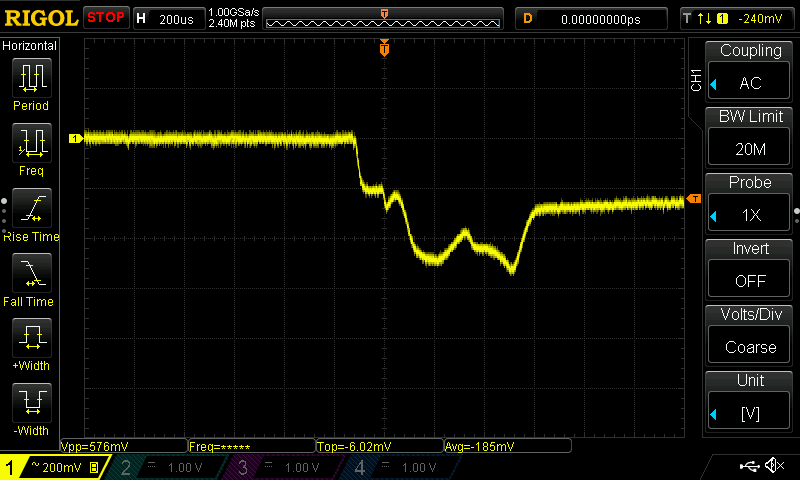 RIGOL STOP H 200us 1.00GSa/s 2.40M pts T D 0.00000000ps T 1 -240mV
Horizontal
Period
Freq
Rise Time
Fall Time
+Width
-Width
T
1
T
CH1
Coupling
AC
BW Limit
20M
Probe
1X
Invert
OFF
Volts/Div
Coarse
Unit
[V]
Vpp=576mV Freq=***** Top=-6.02mV Avg=-185mV
1 ~ 200mV B 2 1.00 V 3 1.00 V 4 1.00 V